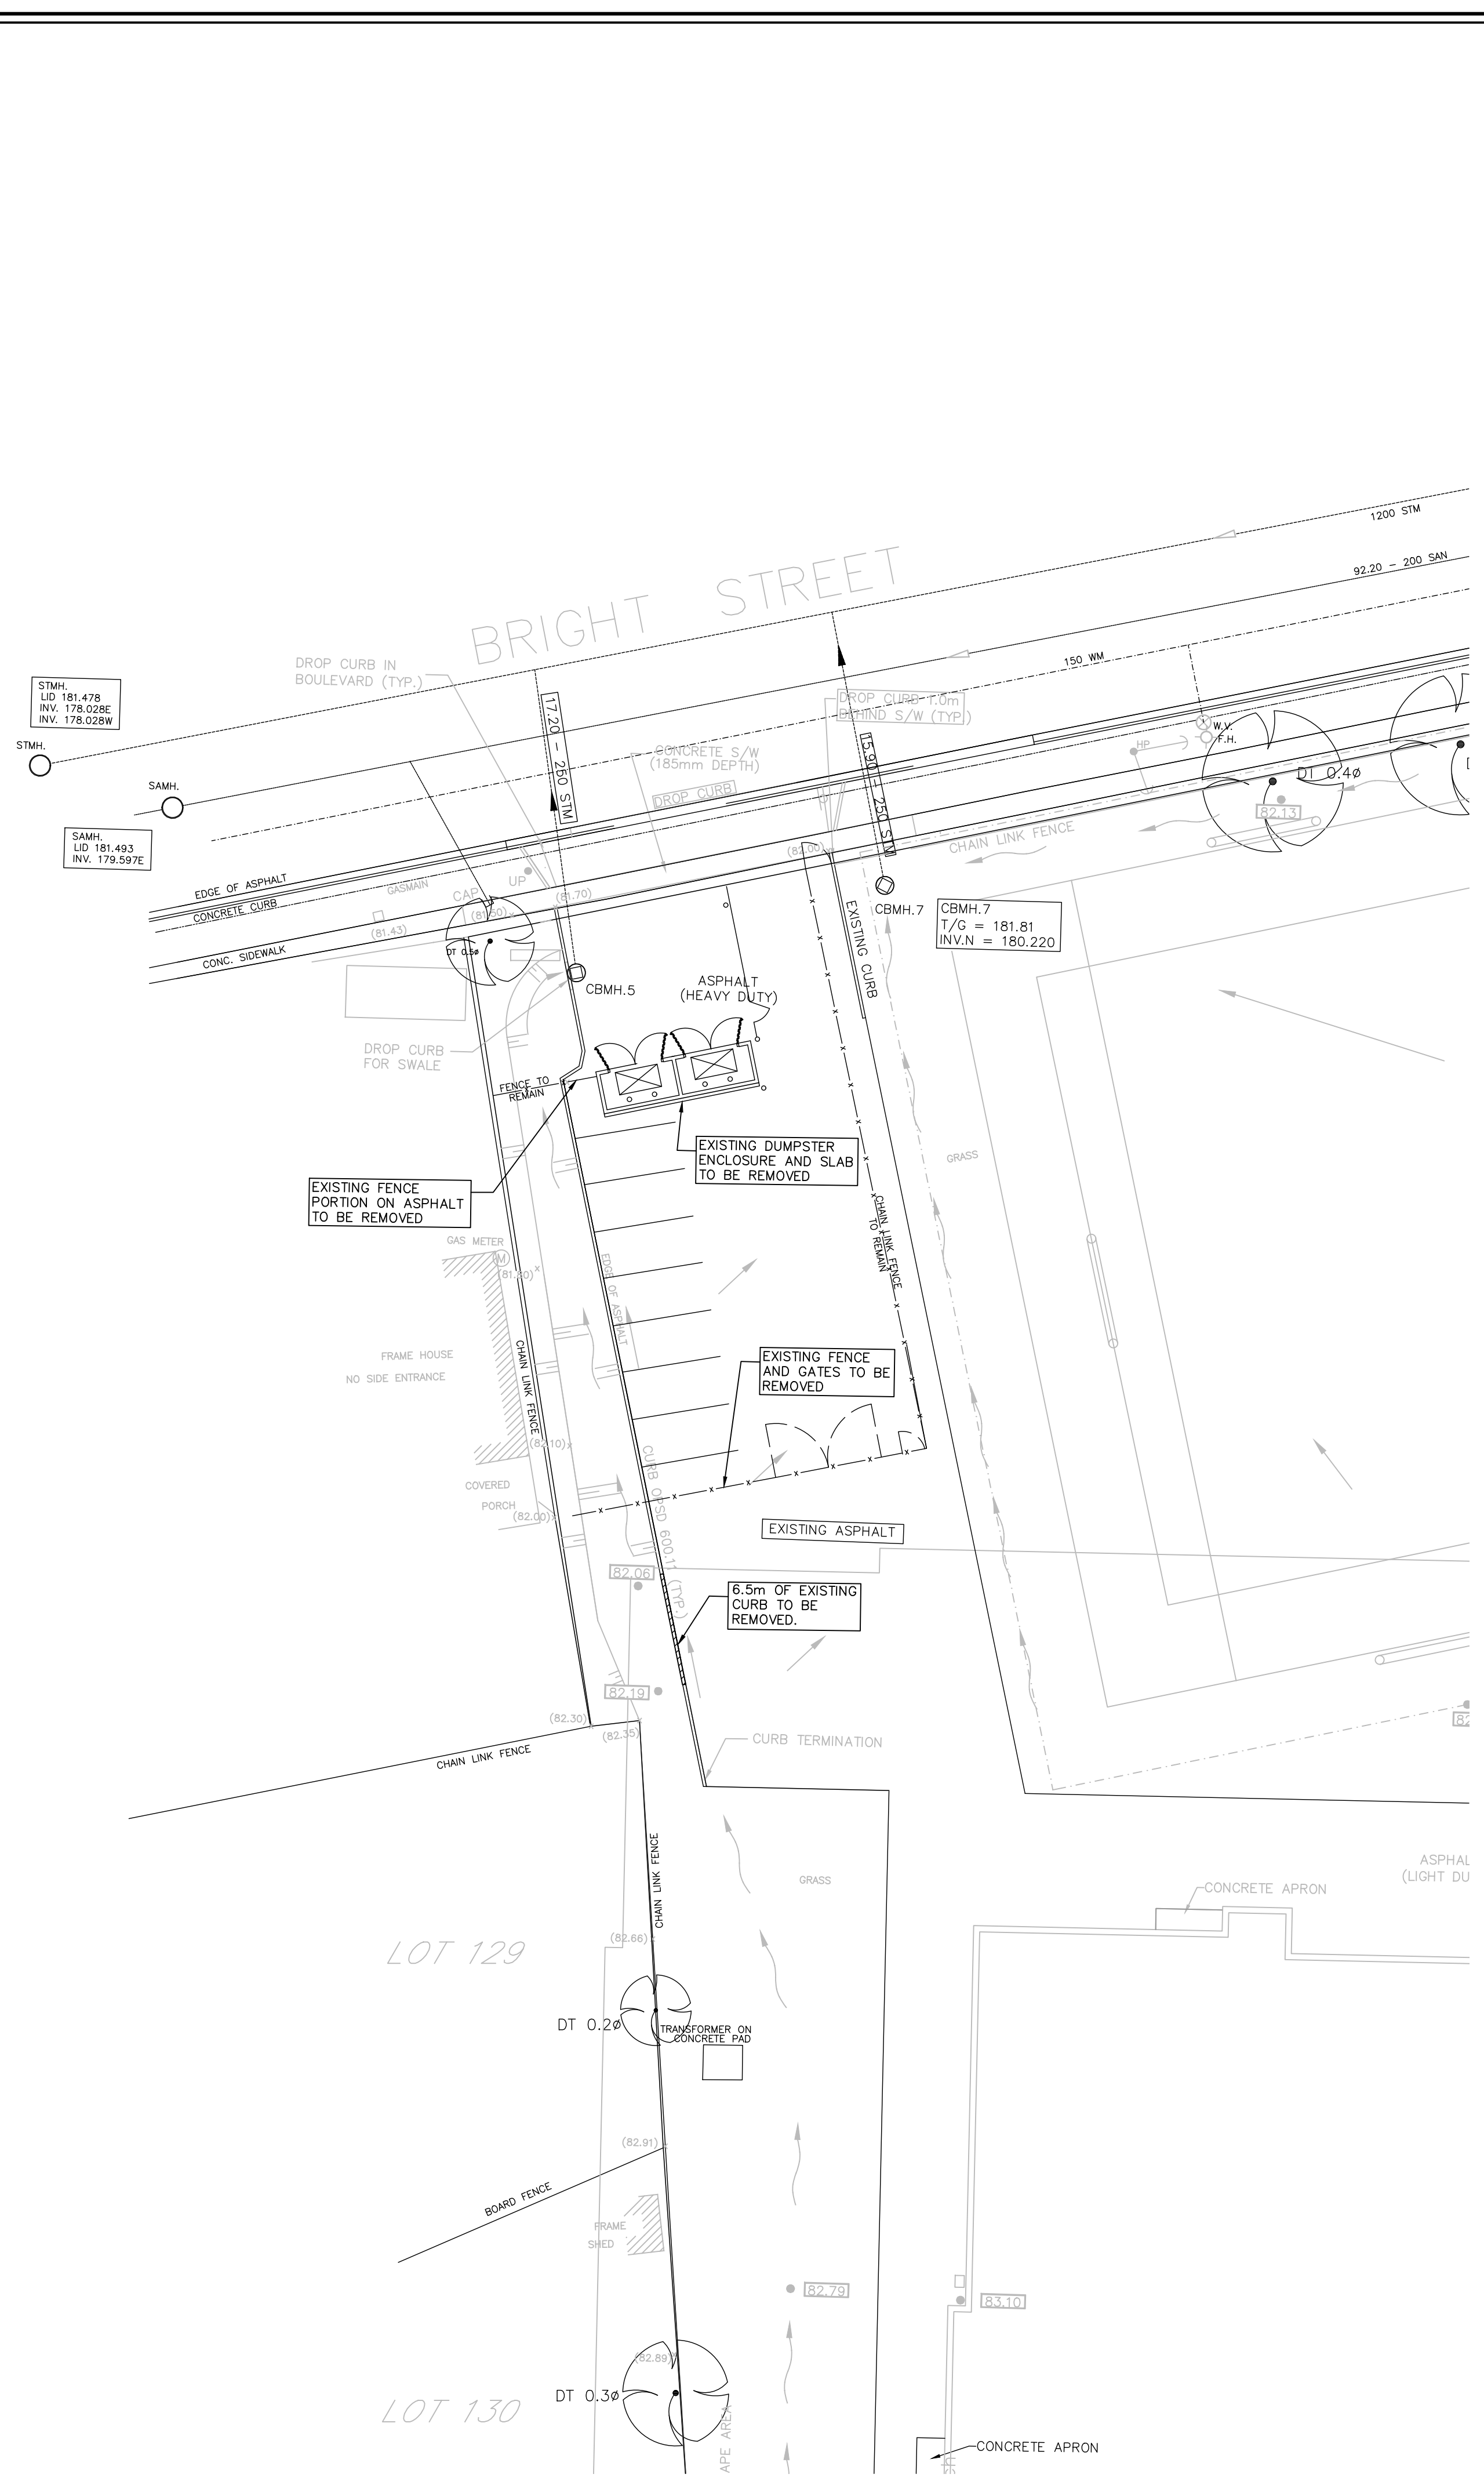 1200 STM
92.20 - 200 SAN
BRIGHT STREET
150 WM
DROP CURB IN
BOULEVARD (TYP.)
STMH.
LID 181.478
INV. 178.028E
INV. 178.028W
STMH.
17.20 - 250 STM
DROP CURB 1.0m
BEHIND S/W (TYP.)
W.V.
F.H.
HP
15.90 - 250 STM
CONCRETE S/W
(185mm DEPTH)
DROP CURB
SAMH.
DT 0.4ø
82.13
SAMH.
LID 181.493
INV. 179.597E
CHAIN LINK FENCE
(82.00)
EDGE OF ASPHALT
CONCRETE CURB
GASMAIN
CAP
UP
(81.70)
(81.50)
(81.43)
CONC. SIDEWALK
DT 0.5ø
EXISTING CURB
CBMH.7
CBMH.7
T/G = 181.81
INV.N = 180.220
CBMH.5
ASPHALT
(HEAVY DUTY)
DROP CURB
FOR SWALE
FENCE TO
REMAIN
EXISTING DUMPSTER
ENCLOSURE AND SLAB
TO BE REMOVED
GRASS
EXISTING FENCE
PORTION ON ASPHALT
TO BE REMOVED
CHAIN LINK FENCE
TO REMAIN
GAS METER
M
EDGE OF ASPHALT
FRAME HOUSE
NO SIDE ENTRANCE
CHAIN LINK FENCE
EXISTING FENCE
AND GATES TO BE
REMOVED
(82.10)
COVERED
PORCH
(82.00)
CURB OPSD 600.11 (TYP.)
EXISTING ASPHALT
82.06
6.5m OF EXISTING
CURB TO BE
REMOVED.
82.19
(82.30)
(82.35)
CURB TERMINATION
CHAIN LINK FENCE
CHAIN LINK FENCE
GRASS
CONCRETE APRON
LOT 129
(82.66)
DT 0.2ø
TRANSFORMER ON
CONCRETE PAD
(82.91)
BOARD FENCE
FRAME
SHED
82.79
83.10
(82.89)
DT 0.3ø
LOT 130
AREA
CONCRETE APRON